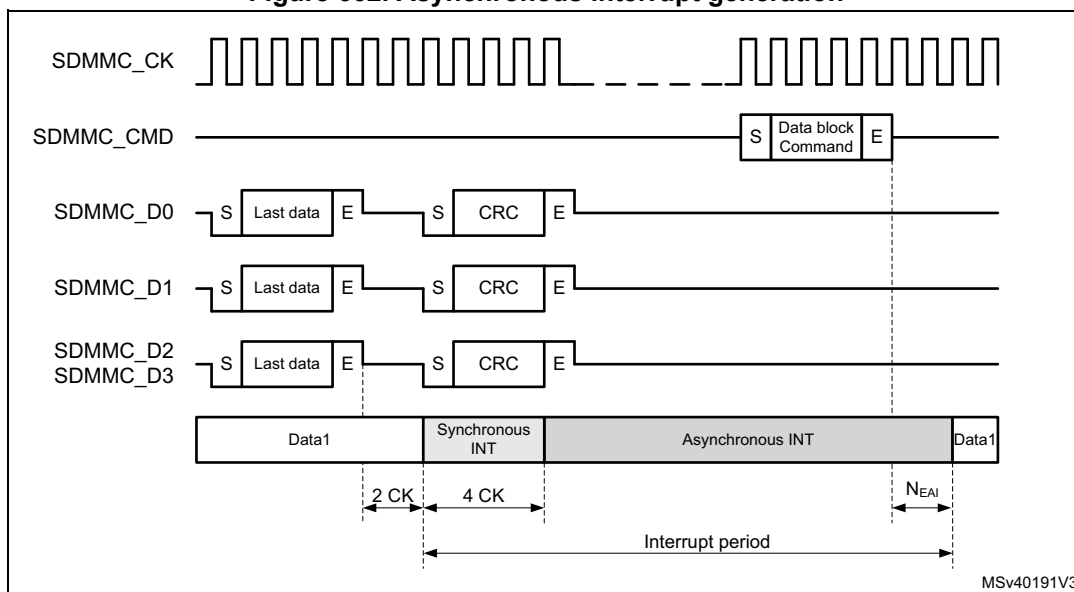 SDMMC_CK
SDMMC_CMD
S
Data block
Command
E
SDMMC_D0
S
Last data
E
S
CRC
E
SDMMC_D1
S
Last data
E
S
CRC
E
SDMMC_D2
SDMMC_D3
S
Last data
E
S
CRC
E
Data1
Synchronous
INT
Asynchronous INT
Data1
2 CK
4 CK
NEAI
Interrupt period
MSv40191V3